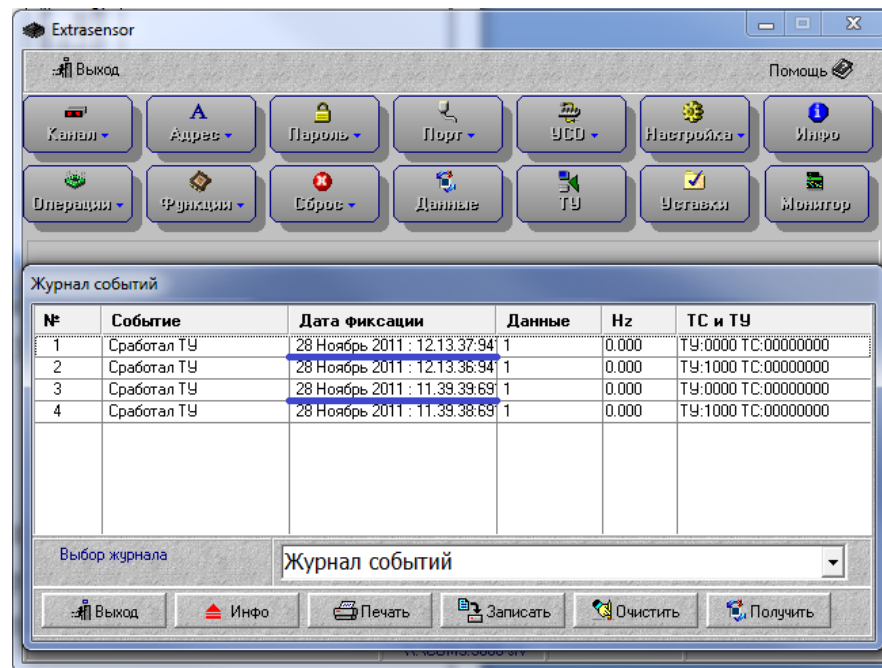 Extrasensor
Выход Помощь
Канал Адрес Пароль Порт УСО Настройка Инфо
Операции Функции Сброс Данные ТУ Уставки Монитор
Журнал событий
№ Событие Дата фиксации Данные Hz ТС и ТУ
1 Сработал ТУ 28 Ноябрь 2011 : 12.13.37:94 1 0.000 ТУ:0000 ТС:00000000
2 Сработал ТУ 28 Ноябрь 2011 : 12.13.36:94 1 0.000 ТУ:1000 ТС:00000000
3 Сработал ТУ 28 Ноябрь 2011 : 11.39.39:69 1 0.000 ТУ:0000 ТС:00000000
4 Сработал ТУ 28 Ноябрь 2011 : 11.39.38:69 1 0.000 ТУ:1000 ТС:00000000
Выбор журнала Журнал событий
Выход Инфо Печать Записать Очистить Получить